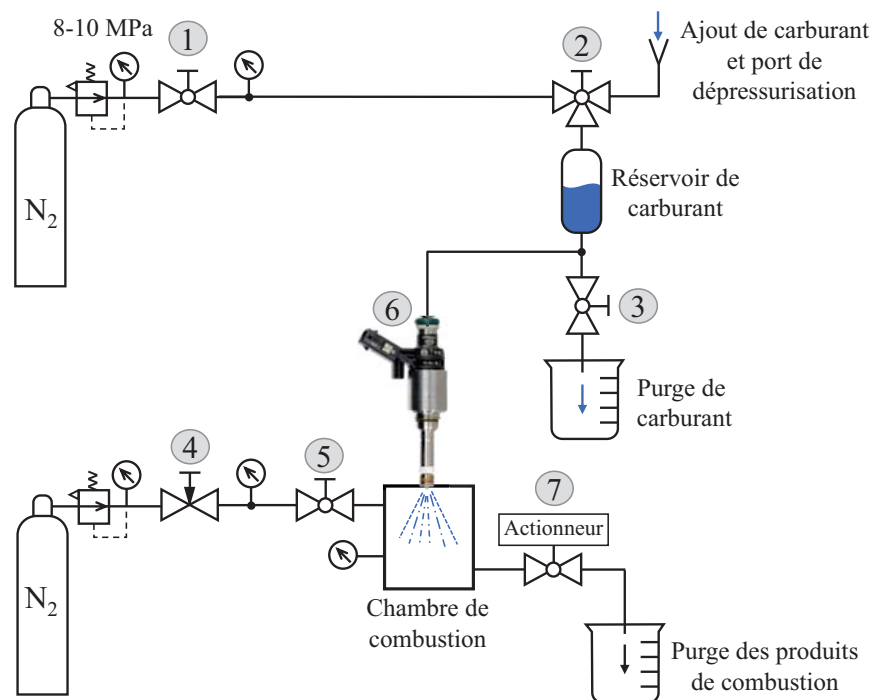 8-10 MPa
1
2
Ajout de carburant
et port de
dépressurisation
N₂
Réservoir de
carburant
6
3
Purge de
carburant
4
5
7
Actionneur
N₂
Chambre de
combustion
Purge des produits
de combustion